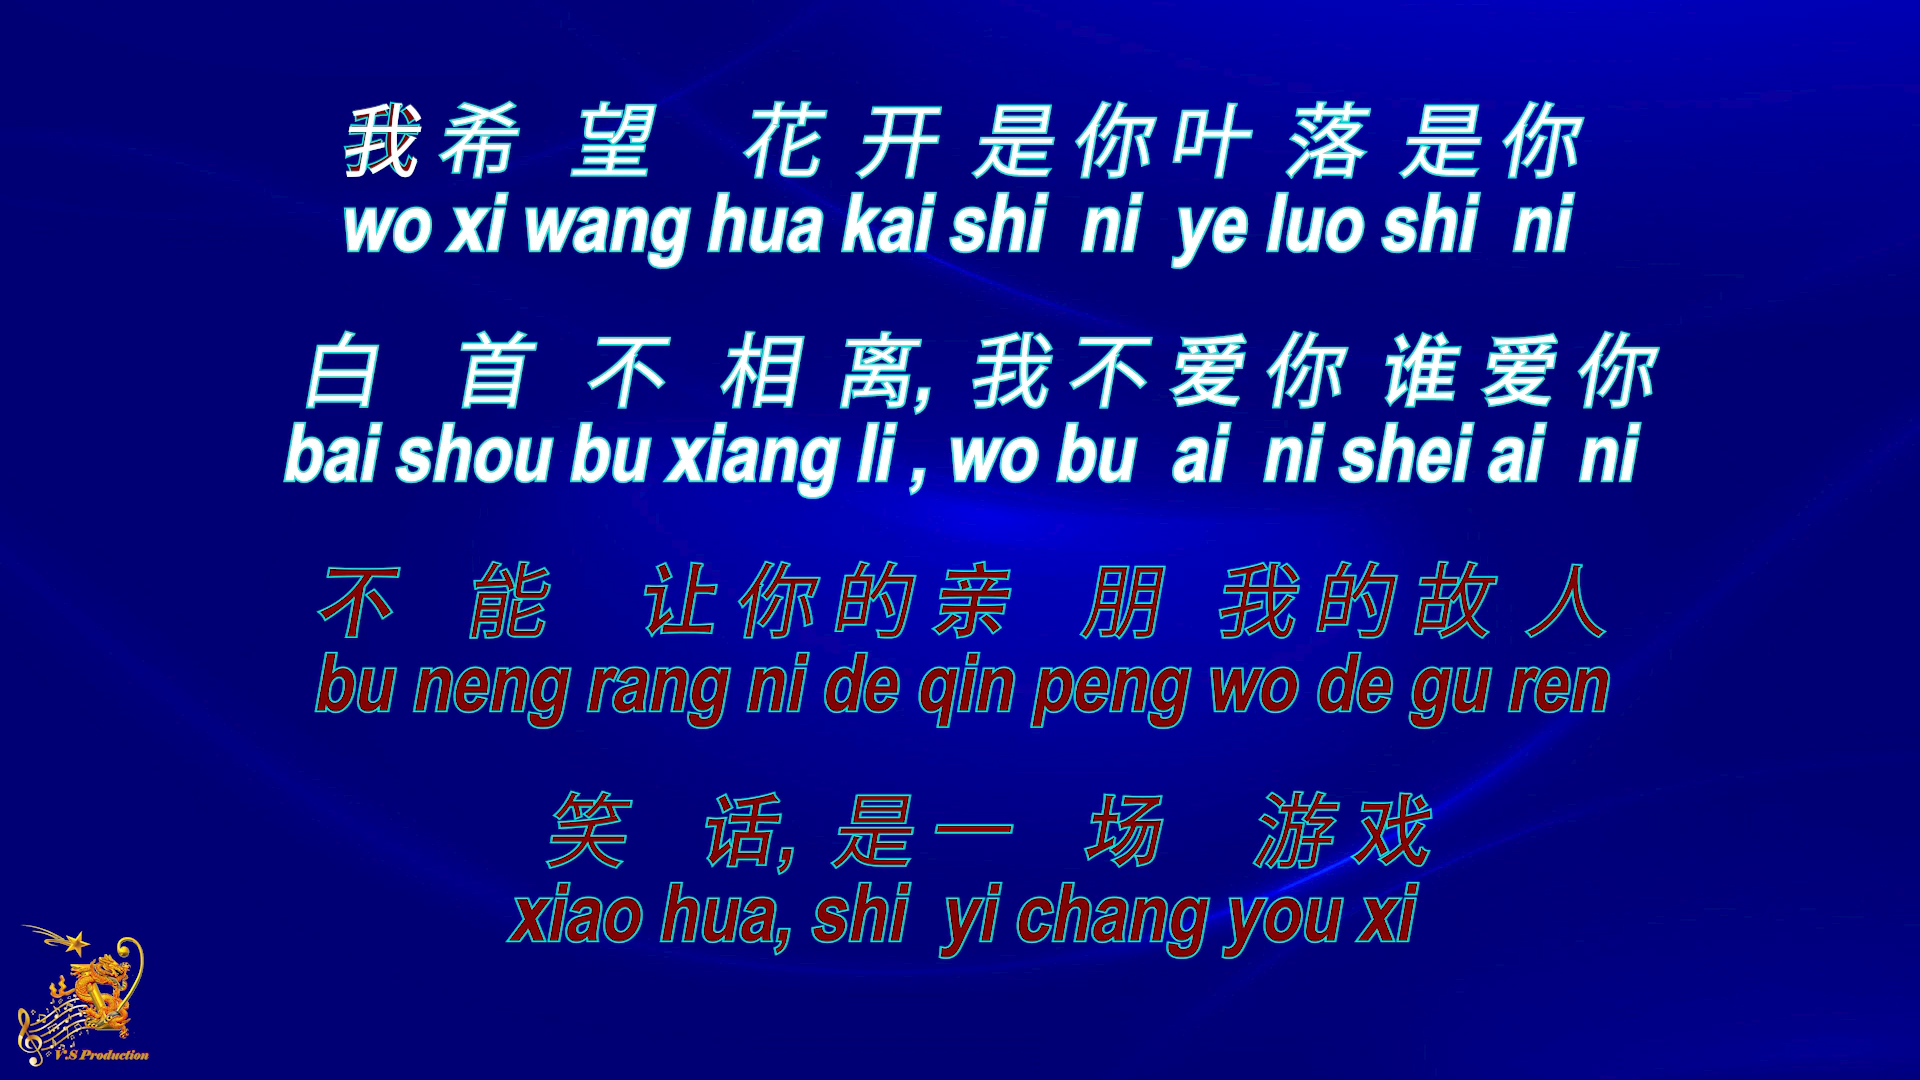 我希望 花开是你叶落是你
wo xi wang hua kai shi ni ye luo shi ni
白首不相离, 我不爱你谁爱你
bai shou bu xiang li , wo bu ai ni shei ai ni
不能让你的亲朋我的故人
bu neng rang ni de qin peng wo de gu ren
笑话, 是一场游戏
xiao hua, shi yi chang you xi
V.S Production